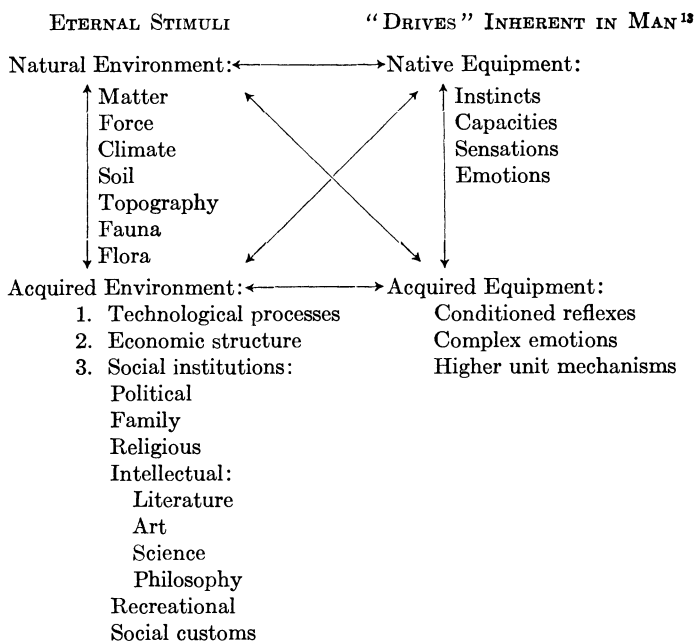 ETERNAL STIMULI
"DRIVES" INHERENT IN MAN 13
Natural Environment:
Matter
Force
Climate
Soil
Topography
Fauna
Flora
Native Equipment:
Instincts
Capacities
Sensations
Emotions
Acquired Environment:
1. Technological processes
2. Economic structure
3. Social institutions:
Political
Family
Religious
Intellectual:
Literature
Art
Science
Philosophy
Recreational
Social customs
Acquired Equipment:
Conditioned reflexes
Complex emotions
Higher unit mechanisms